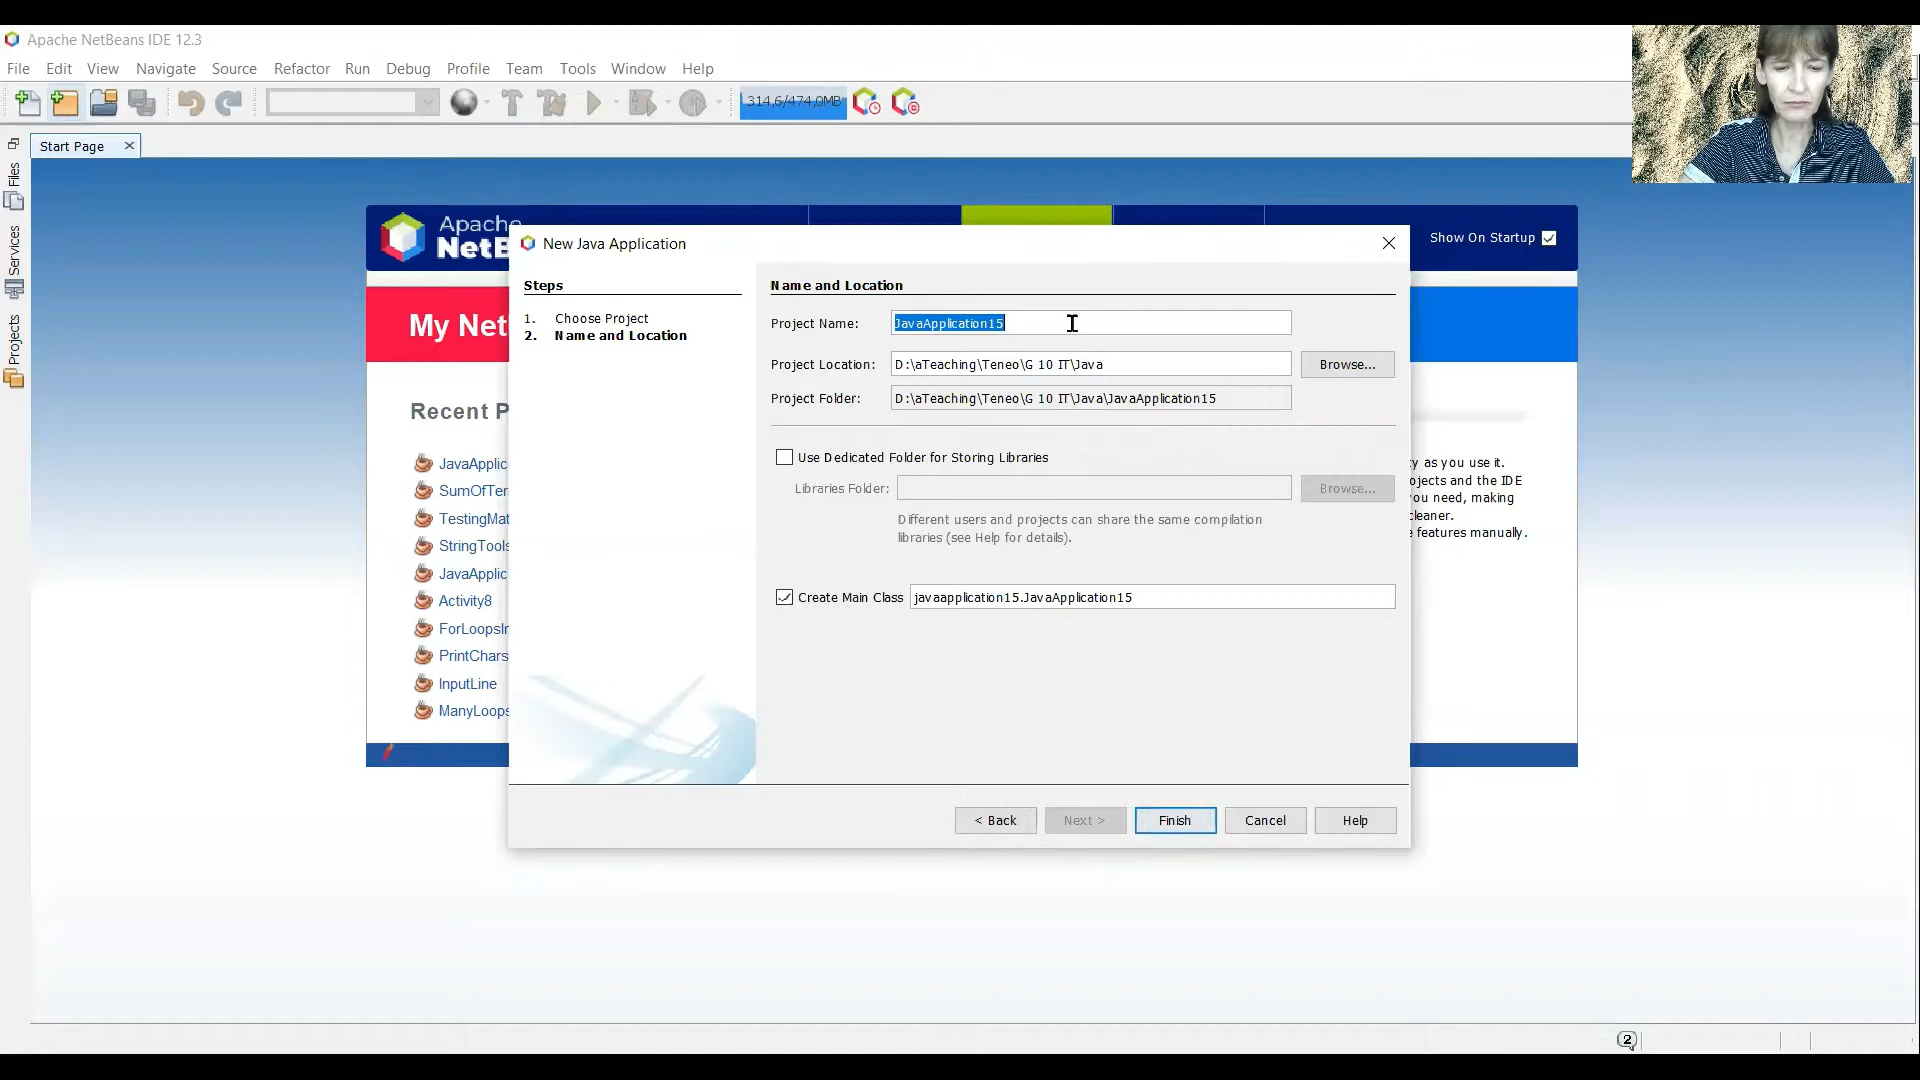 Apache NetBeans IDE 12.3
File Edit View Navigate Source Refactor Run Debug Profile Team Tools Window Help
314,6/474,0MB
Start Page
Files
Services
Projects
Apache
NetB
Show On Startup
My Net
Recent P
JavaApplic
SumOfTer
TestingMat
StringTools
JavaApplic
Activity8
ForLoopsIn
PrintChars
InputLine
ManyLoops
y as you use it.
ojects and the IDE
ou need, making
cleaner.
e features manually.
New Java Application
Steps
1. Choose Project
2. Name and Location
Name and Location
Project Name: JavaApplication15
Project Location: D:\aTeaching\Teneo\G 10 IT\Java Browse...
Project Folder: D:\aTeaching\Teneo\G 10 IT\Java\JavaApplication15
Use Dedicated Folder for Storing Libraries
Libraries Folder: Browse...
Different users and projects can share the same compilation
libraries (see Help for details).
Create Main Class javaapplication15.JavaApplication15
< Back Next > Finish Cancel Help
2